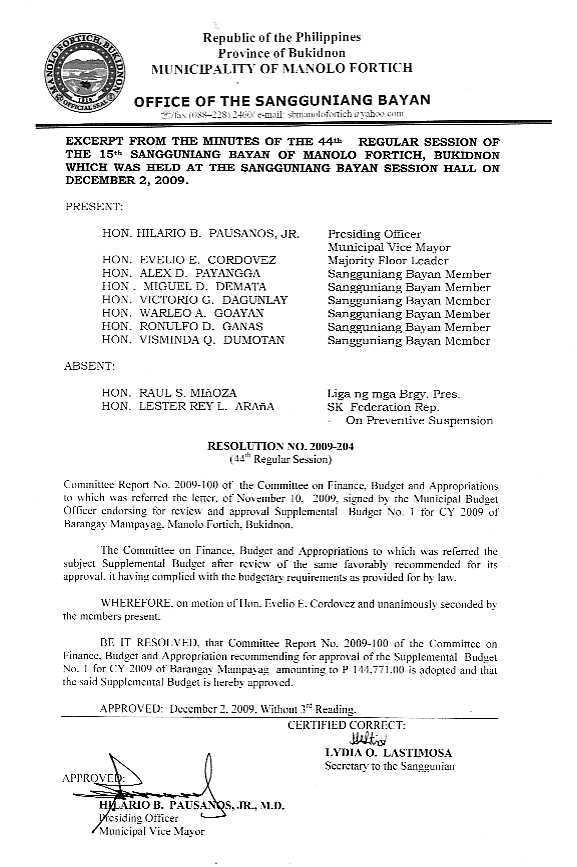 Republic of the Philippines
Province of Bukidnon
MUNICIPALITY OF MANOLO FORTICH
MANOLO FORTICH, BUKIDNON
OFFICIAL SEAL
OFFICE OF THE SANGGUNIANG BAYAN
☏/fax (088-228) 2460/ e-mail: sbmanolofortich@yahoo.com
EXCERPT FROM THE MINUTES OF THE 44th REGULAR SESSION OF
THE 15th SANGGUNIANG BAYAN OF MANOLO FORTICH, BUKIDNON
WHICH WAS HELD AT THE SANGGUNIANG BAYAN SESSION HALL ON
DECEMBER 2, 2009.
PRESENT:
HON. HILARIO B. PAUSANOS, JR. Presiding Officer
Municipal Vice Mayor
HON. EVELIO E. CORDOVEZ Majority Floor Leader
HON. ALEX D. PAYANGGA Sangguniang Bayan Member
HON . MIGUEL D. DEMATA Sangguniang Bayan Member
HON. VICTORIO G. DAGUNLAY Sangguniang Bayan Member
HON. WARLEO A. GOAYAN Sangguniang Bayan Member
HON. RONULFO D. GANAS Sangguniang Bayan Member
HON. VISMINDA Q. DUMOTAN Sangguniang Bayan Member
ABSENT:
HON. RAUL S. MIñOZA Liga ng mga Brgy. Pres.
HON. LESTER REY L. ARAñA SK Federation Rep.
- On Preventive Suspension
RESOLUTION NO. 2009-204
(44th Regular Session)
Committee Report No. 2009-100 of the Committee on Finance, Budget and Appropriations
to which was referred the letter, of November 10, 2009, signed by the Municipal Budget
Officer endorsing for review and approval Supplemental Budget No. 1 for CY 2009 of
Barangay Mampayag, Manolo Fortich, Bukidnon.
The Committee on Finance, Budget and Appropriations to which was referred the
subject Supplemental Budget after review of the same favorably recommended for its
approval, it having complied with the budgetary requirements as provided for by law.
WHEREFORE, on motion of Hon. Evelio E. Cordovez and unanimously seconded by
the members present.
BE IT RESOLVED, that Committee Report No. 2009-100 of the Committee on
Finance, Budget and Appropriation recommending for approval of the Supplemental Budget
No. 1 for CY 2009 of Barangay Mampayag amounting to P 144,771.00 is adopted and that
the said Supplemental Budget is hereby approved.
APPROVED: December 2, 2009, Without 3rd Reading.
CERTIFIED CORRECT:
LYDIA O. LASTIMOSA
Secretary to the Sanggunian
APPROVED:
HILARIO B. PAUSANOS, JR., M.D.
Presiding Officer
Municipal Vice Mayor